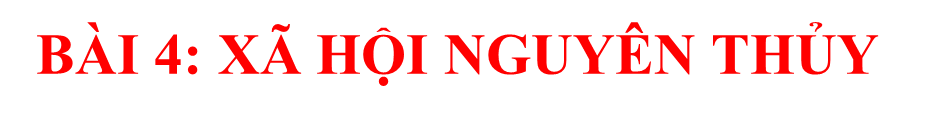 BÀI 4: XÃ HỘI NGUYÊN THỦY